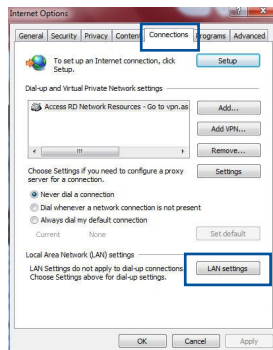 Internet Options
General Security Privacy Content Connections Programs Advanced
To set up an Internet connection, click
Setup.
Setup
Dial-up and Virtual Private Network settings
Access RD Network Resources - Go to vpn.as
Add...
Add VPN...
Remove...
Choose Settings if you need to configure a proxy
server for a connection.
Settings
Never dial a connection
Dial whenever a network connection is not present
Always dial my default connection
Current None
Set default
Local Area Network (LAN) settings
LAN Settings do not apply to dial-up connections.
Choose Settings above for dial-up settings.
LAN settings
OK Cancel Apply